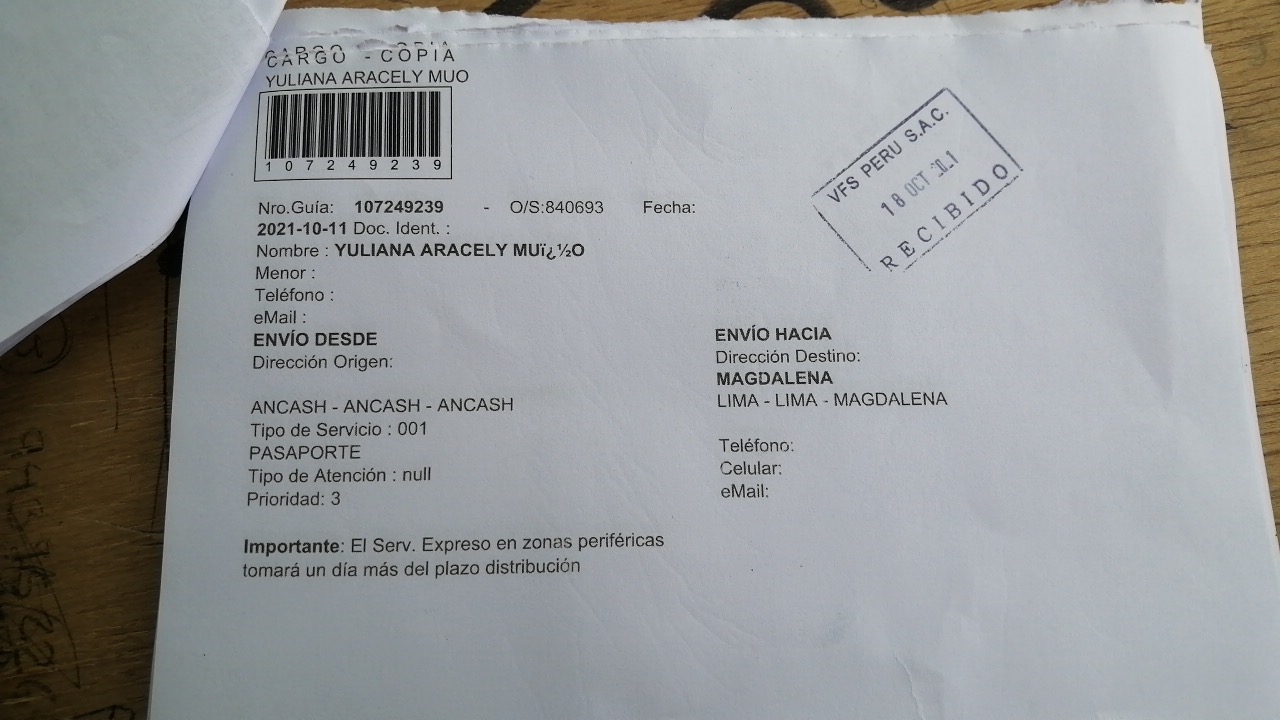 CARGO - COPIA
YULIANA ARACELY MUO
107249239
VFS PERU S.A.C.
18 OCT
RECIBIDO
Nro.Guía: 107249239 - O/S:840693 Fecha:
2021-10-11 Doc. Ident. :
Nombre : YULIANA ARACELY MUï¿½O
Menor :
Teléfono :
eMail :
ENVÍO DESDE
Dirección Origen:
ANCASH - ANCASH - ANCASH
Tipo de Servicio : 001
PASAPORTE
Tipo de Atención : null
Prioridad: 3
ENVÍO HACIA
Dirección Destino:
MAGDALENA
LIMA - LIMA - MAGDALENA
Teléfono:
Celular:
eMail:
Importante: El Serv. Expreso en zonas periféricas
tomará un día más del plazo distribución